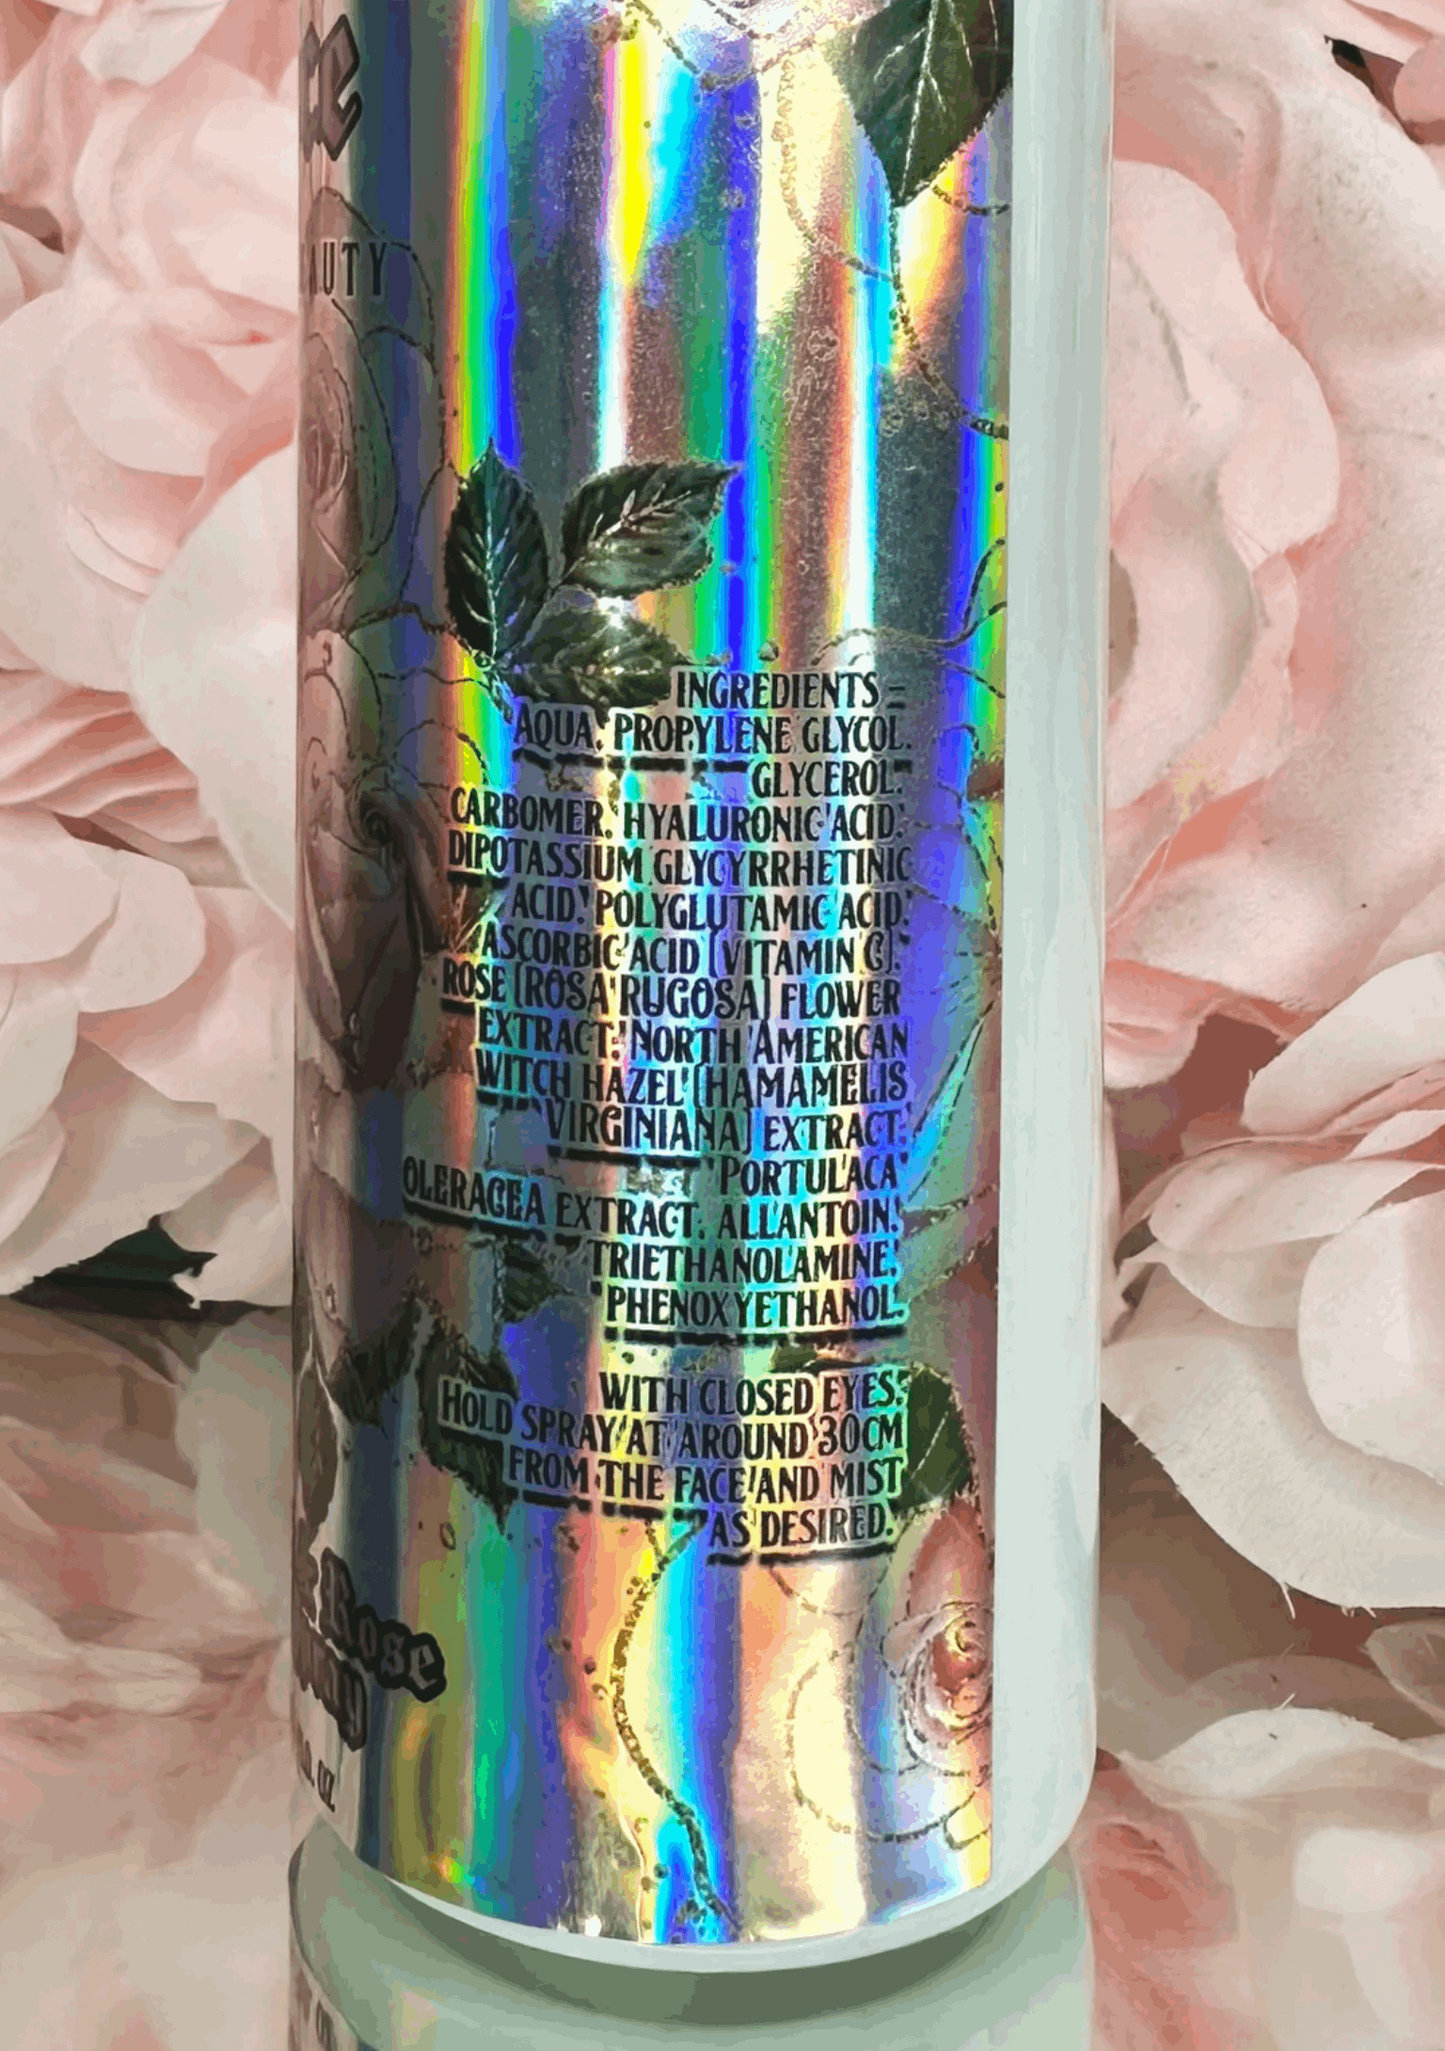 AUTY
INGREDIENTS -
AQUA, PROPYLENE GLYCOL,
GLYCEROL,
CARBOMER, HYALURONIC ACID,
DIPOTASSIUM GLYCYRRHETINIC
ACID, POLYGLUTAMIC ACID,
ASCORBIC ACID [VITAMIN C],
ROSE [ROSA RUGOSA] FLOWER
EXTRACT, NORTH AMERICAN
WITCH HAZEL [HAMAMELIS
VIRGINIANA] EXTRACT,
PORTULACA
OLERACEA EXTRACT, ALLANTOIN,
TRIETHANOLAMINE,
PHENOXYETHANOL.
WITH CLOSED EYES,
HOLD SPRAY AT AROUND 30CM
FROM THE FACE AND MIST
AS DESIRED.
Rose
OZ